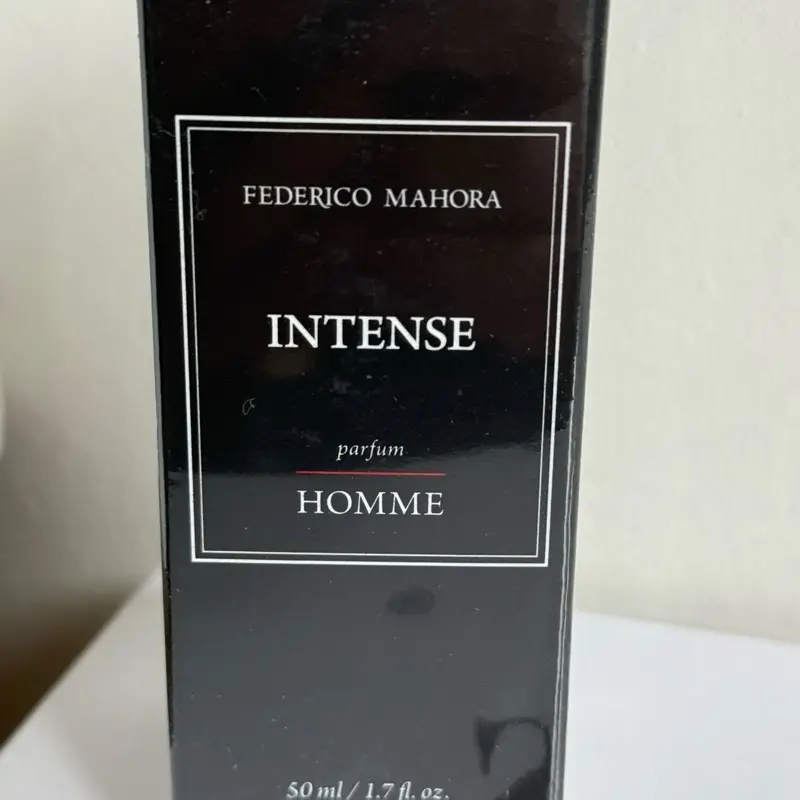 FEDERICO MAHORA
INTENSE
parfum
HOMME
50 ml / 1.7 fl. oz.